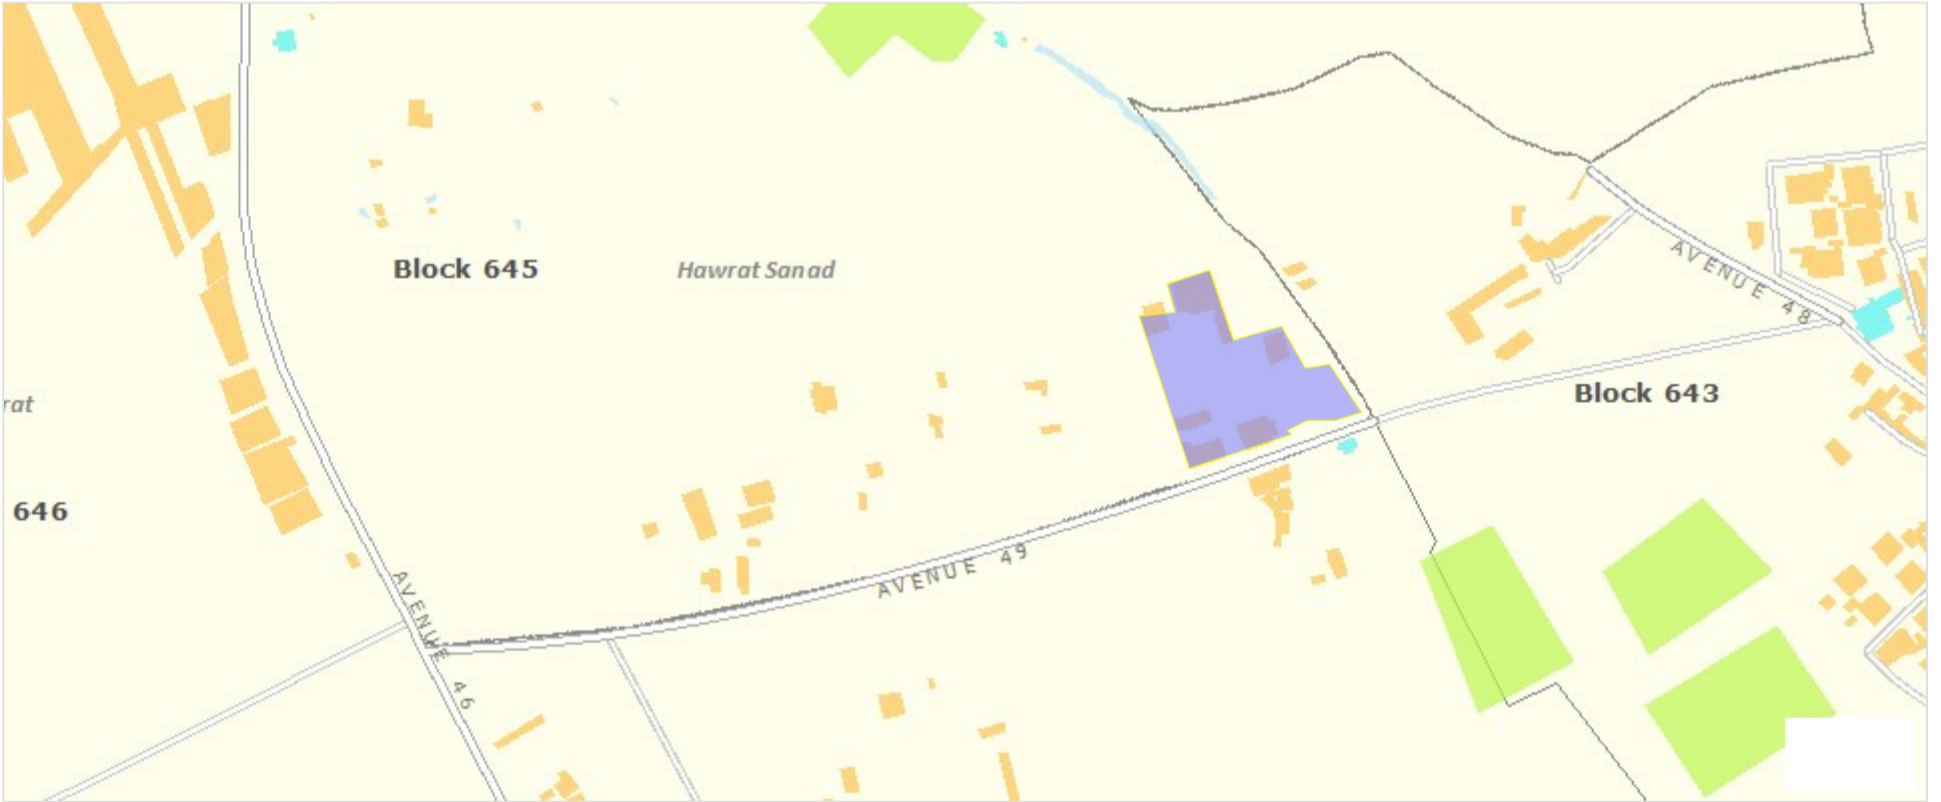 Block 645
Hawrat Sanad
AVENUE 48
Block 643
rat
646
AVENUE 49
AVENUE 46